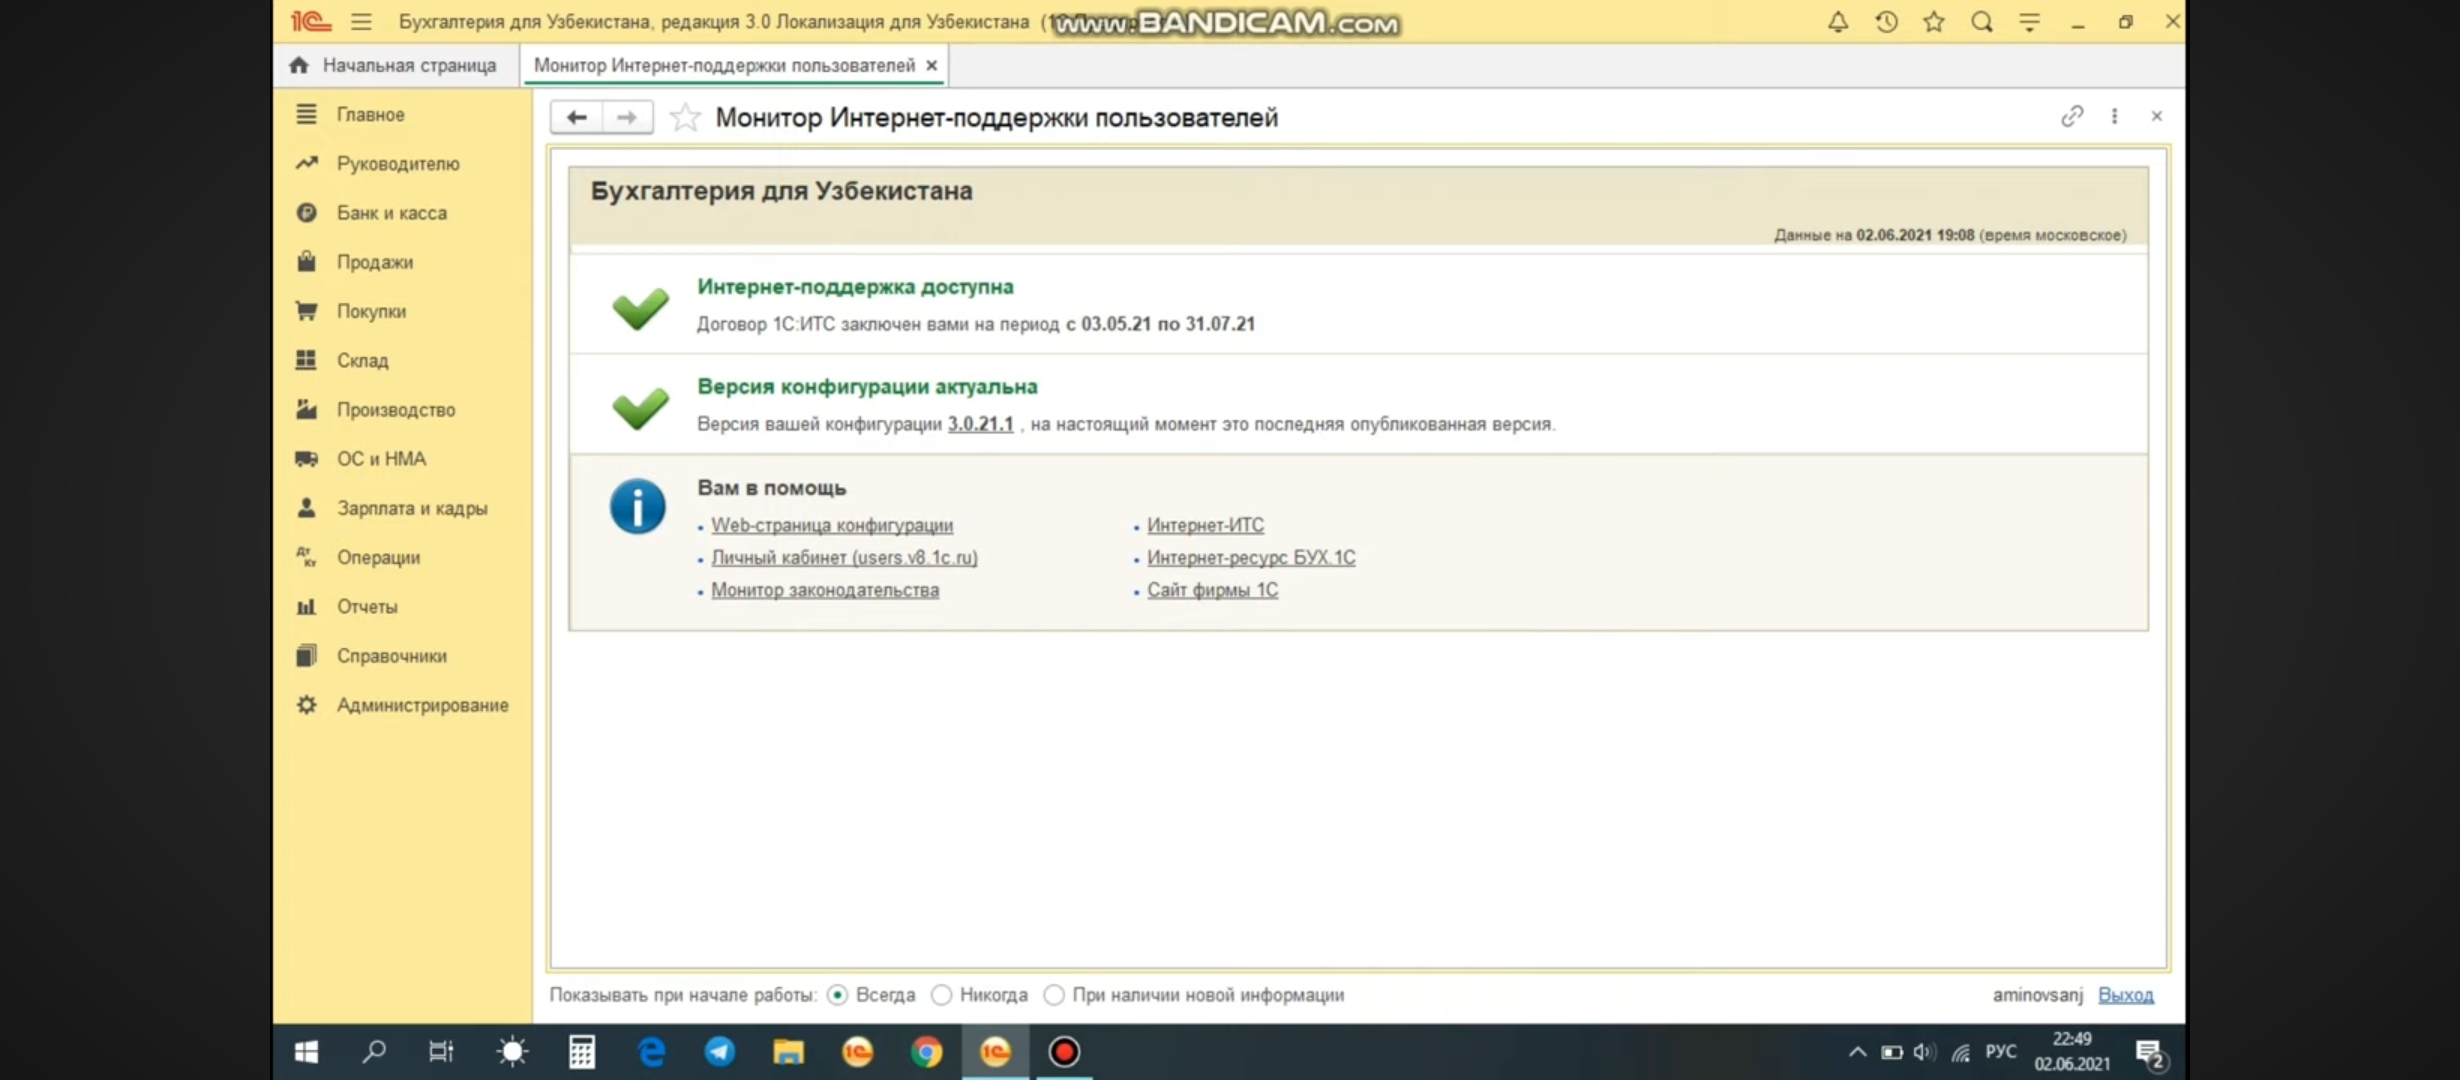 1С Бухгалтерия для Узбекистана, редакция 3.0 Локализация для Узбекистана
www.BANDICAM.com
Начальная страница
Монитор Интернет-поддержки пользователей
Главное
Руководителю
Банк и касса
Продажи
Покупки
Склад
Производство
ОС и НМА
Зарплата и кадры
Дт Кт Операции
Отчеты
Справочники
Администрирование
Монитор Интернет-поддержки пользователей
Бухгалтерия для Узбекистана
Данные на 02.06.2021 19:08 (время московское)
Интернет-поддержка доступна
Договор 1С:ИТС заключен вами на период с 03.05.21 по 31.07.21
Версия конфигурации актуальна
Версия вашей конфигурации 3.0.21.1 , на настоящий момент это последняя опубликованная версия.
Вам в помощь
Web-страница конфигурации
Личный кабинет (users.v8.1c.ru)
Монитор законодательства
Интернет-ИТС
Интернет-ресурс БУХ.1С
Сайт фирмы 1С
Показывать при начале работы: Всегда Никогда При наличии новой информации
aminovsanj Выход
РУС
22:49
02.06.2021
2